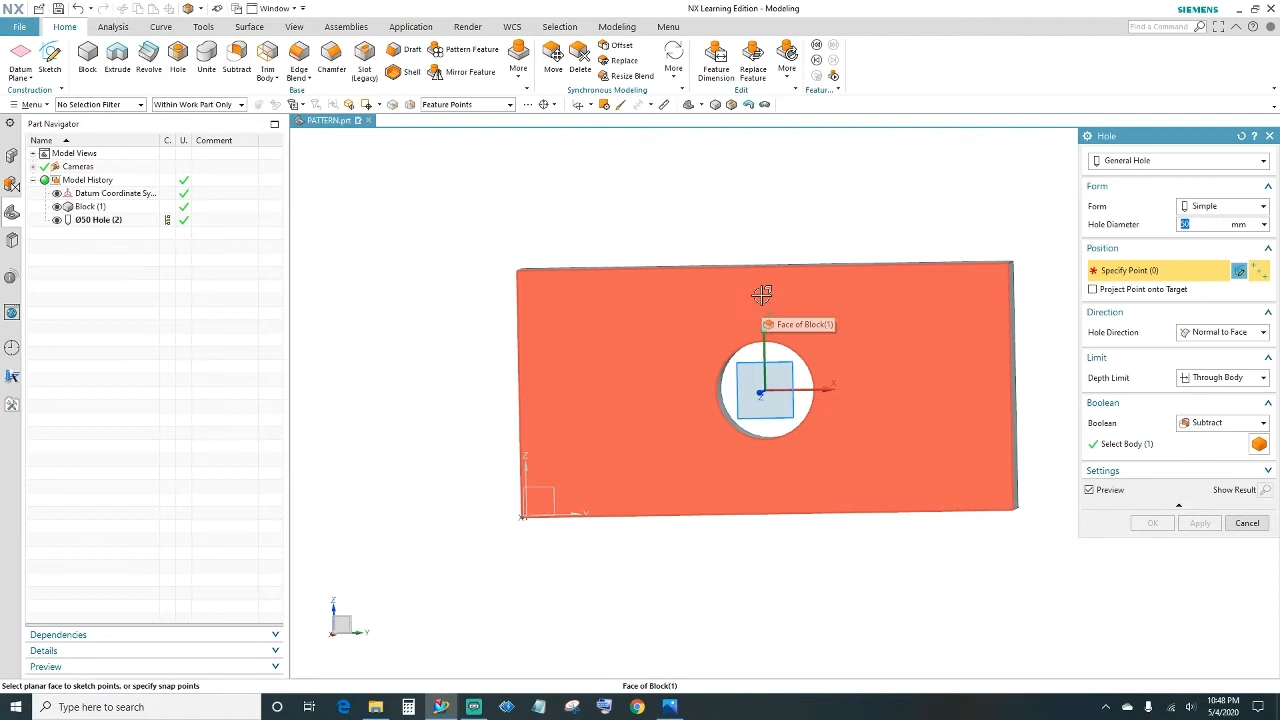 NX
Window
NX Learning Edition - Modeling
SIEMENS
File
Home
Analysis
Curve
Tools
Surface
View
Assemblies
Application
Render
WCS
Selection
Modeling
Menu
Find a Command
Datum Plane
Sketch
Block
Extrude
Revolve
Hole
Unite
Subtract
Trim Body
Edge Blend
Chamfer
Slot (Legacy)
Draft
Shell
Pattern Feature
Mirror Feature
More
Move
Delete
Offset
Replace
Resize Blend
More
Feature Dimension
Replace Feature
More
Construction
Base
Synchronous Modeling
Edit
Featur...
Menu
No Selection Filter
Within Work Part Only
Feature Points
Part Navigator
PATTERN.prt
Name
C.
U.
Comment
Model Views
Cameras
Model History
Datum Coordinate Sy...
Block (1)
Ø50 Hole (2)
Face of Block(1)
X
Z
Z
Y
X
Z
X
Y
Hole
General Hole
Form
Form
Simple
Hole Diameter
50
mm
Position
Specify Point (0)
Project Point onto Target
Direction
Hole Direction
Normal to Face
Limit
Depth Limit
Through Body
Boolean
Boolean
Subtract
Select Body (1)
Settings
Preview
Show Result
OK
Apply
Cancel
Dependencies
Details
Preview
Select planar face to sketch points, or specify snap points
Face of Block(1)
Type here to search
10:48 PM
5/4/2020